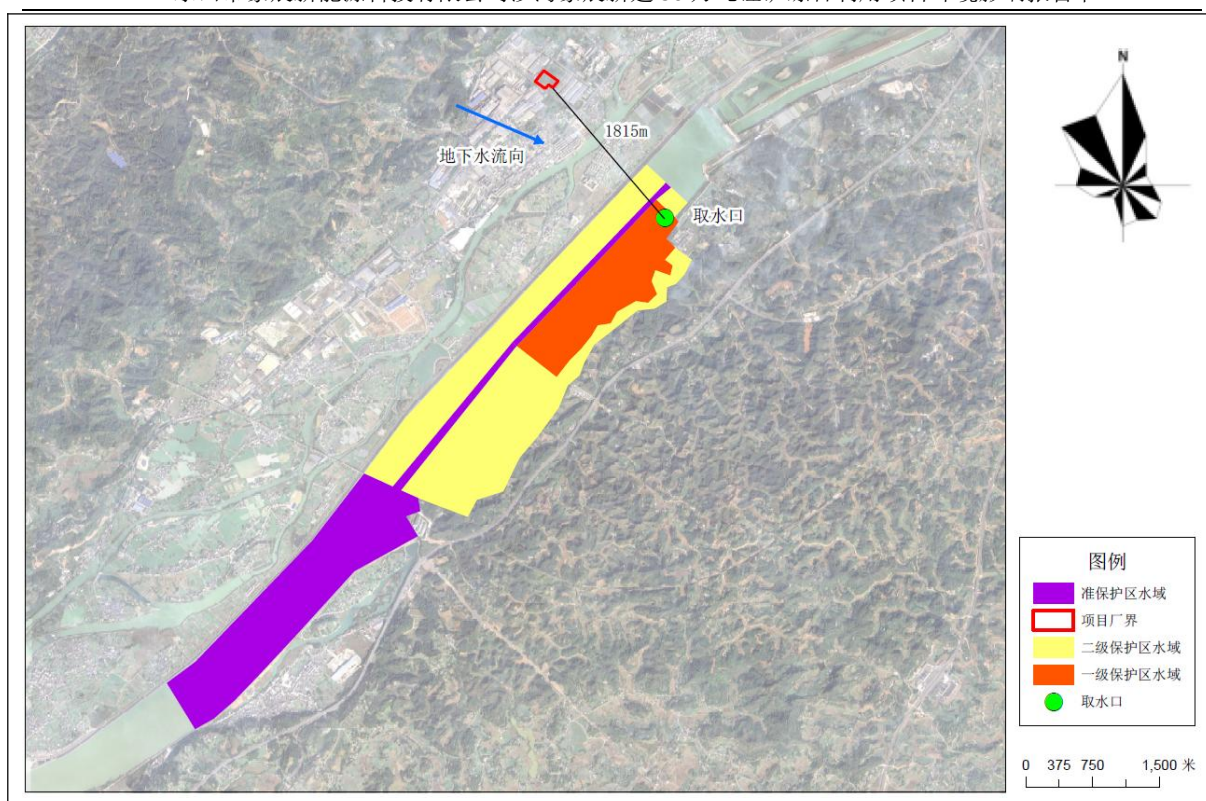 1815m
地下水流向
取水口
N
图例
准保护区水域
项目厂界
二级保护区水域
一级保护区水域
取水口
0 375 750 1,500 米